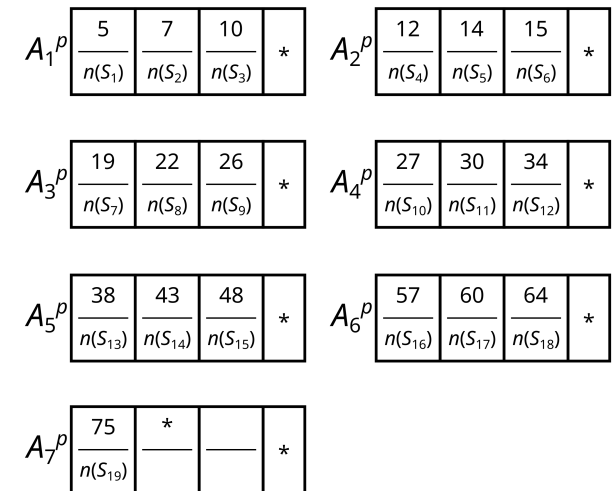 A₁ᵖ 5 7 10 * A₂ᵖ 12 14 15 *
n(S₁) n(S₂) n(S₃) n(S₄) n(S₅) n(S₆)
A₃ᵖ 19 22 26 * A₄ᵖ 27 30 34 *
n(S₇) n(S₈) n(S₉) n(S₁₀) n(S₁₁) n(S₁₂)
A₅ᵖ 38 43 48 * A₆ᵖ 57 60 64 *
n(S₁₃) n(S₁₄) n(S₁₅) n(S₁₆) n(S₁₇) n(S₁₈)
A₇ᵖ 75 * *
n(S₁₉)